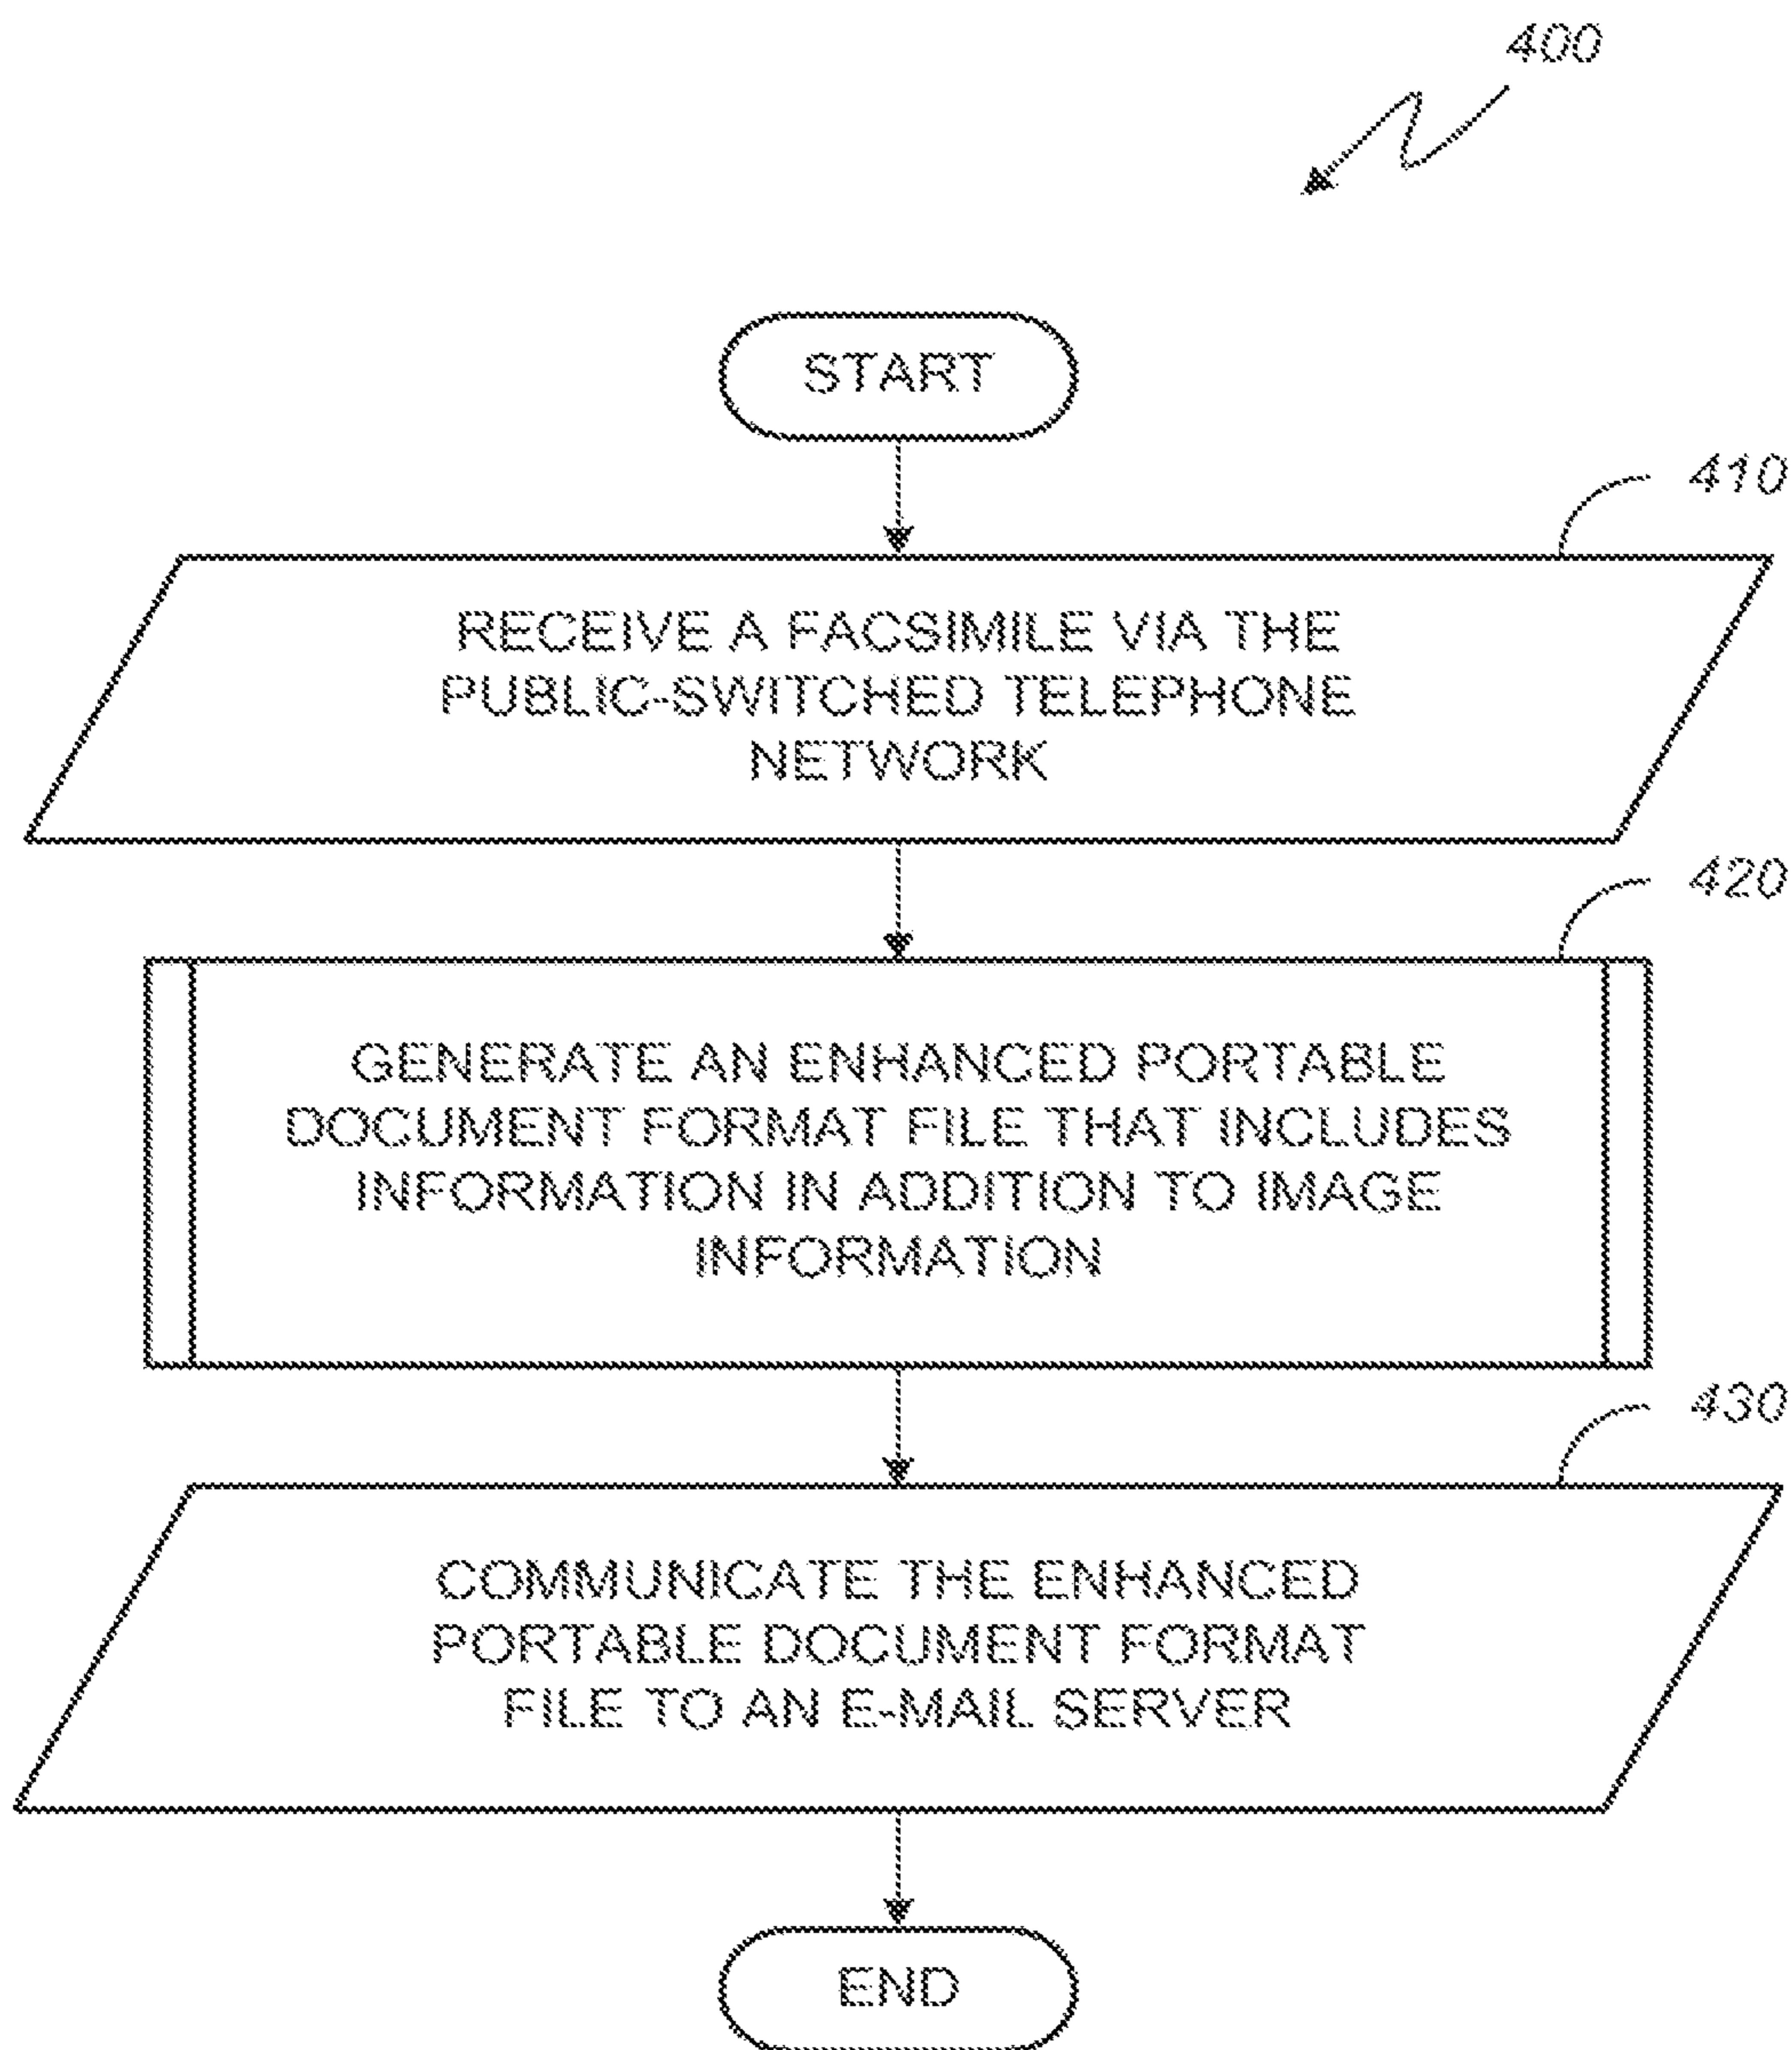 400
START
410
RECEIVE A FACSIMILE VIA THE
PUBLIC-SWITCHED TELEPHONE
NETWORK
420
GENERATE AN ENHANCED PORTABLE
DOCUMENT FORMAT FILE THAT INCLUDES
INFORMATION IN ADDITION TO IMAGE
INFORMATION
430
COMMUNICATE THE ENHANCED
PORTABLE DOCUMENT FORMAT
FILE TO AN E-MAIL SERVER
END